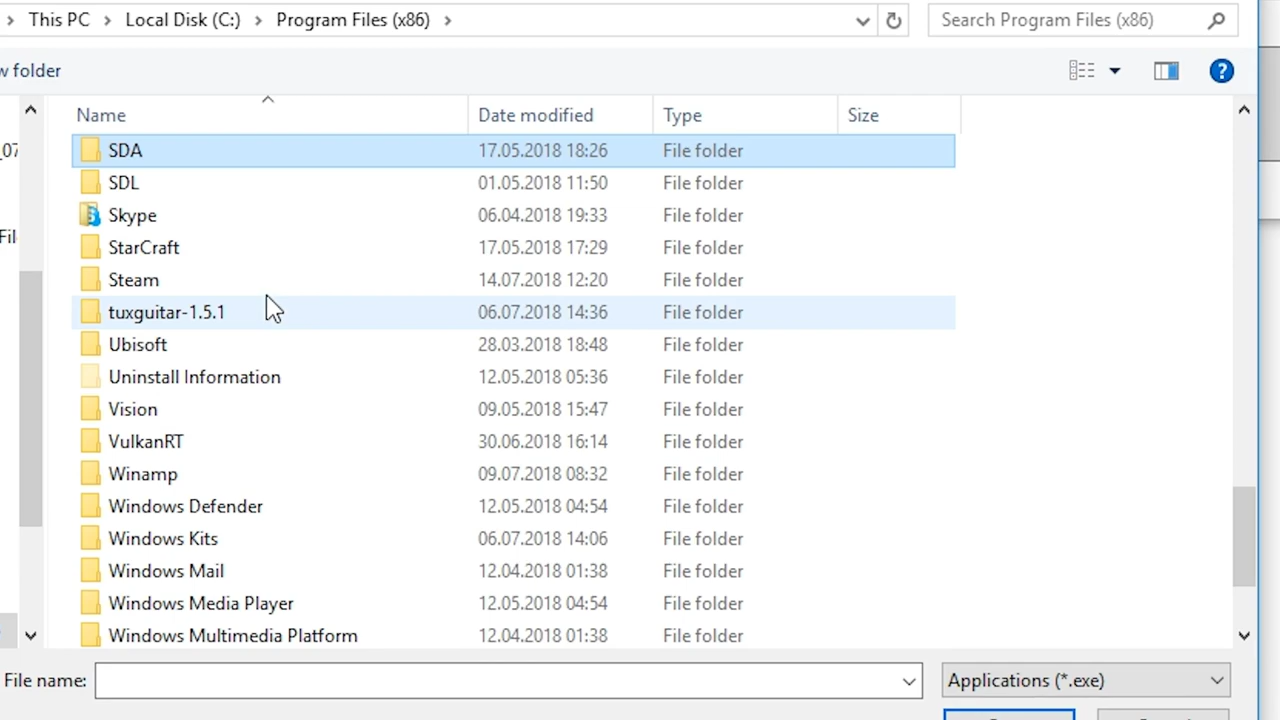 This PC > Local Disk (C:) > Program Files (x86) > Search Program Files (x86)
w folder
Name Date modified Type Size
SDA 17.05.2018 18:26 File folder
_07
SDL 01.05.2018 11:50 File folder
Skype 06.04.2018 19:33 File folder
Fil
StarCraft 17.05.2018 17:29 File folder
Steam 14.07.2018 12:20 File folder
tuxguitar-1.5.1 06.07.2018 14:36 File folder
Ubisoft 28.03.2018 18:48 File folder
Uninstall Information 12.05.2018 05:36 File folder
Vision 09.05.2018 15:47 File folder
VulkanRT 30.06.2018 16:14 File folder
Winamp 09.07.2018 08:32 File folder
Windows Defender 12.05.2018 04:54 File folder
Windows Kits 06.07.2018 14:06 File folder
Windows Mail 12.04.2018 01:38 File folder
Windows Media Player 12.05.2018 04:54 File folder
Windows Multimedia Platform 12.04.2018 01:38 File folder
File name: Applications (*.exe)